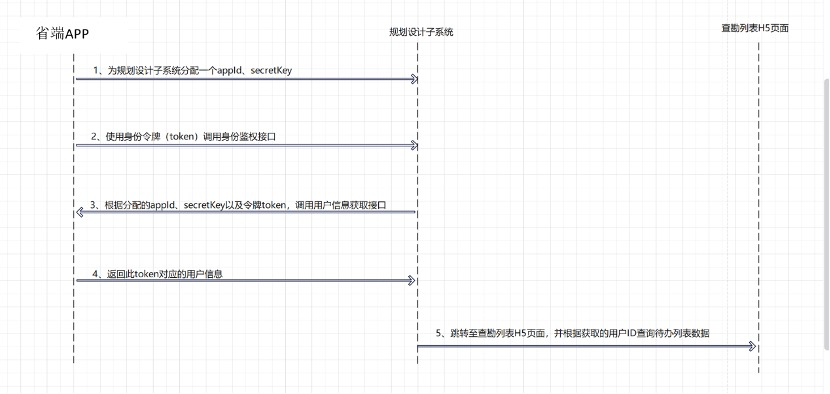 省端APP
规划设计子系统
查勘列表H5页面
1、为规划设计子系统分配一个appId、secretKey
2、使用身份令牌（token）调用身份鉴权接口
3、根据分配的appId、secretKey以及令牌token，调用用户信息获取接口
4、返回此token对应的用户信息
5、跳转至查勘列表H5页面，并根据获取的用户ID查询待办列表数据